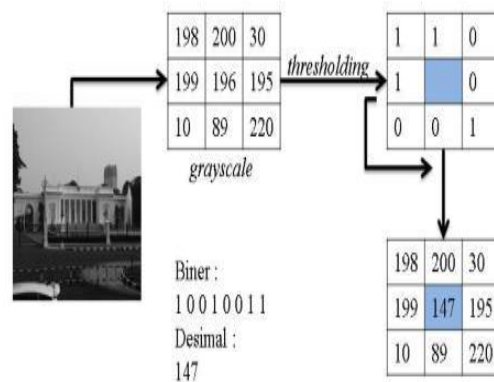 198 200 30
199 196 195
10 89 220
grayscale
thresholding
1 1 0
1 0
0 0 1
Biner :
1 0 0 1 0 0 1 1
Desimal :
147
198 200 30
199 147 195
10 89 220